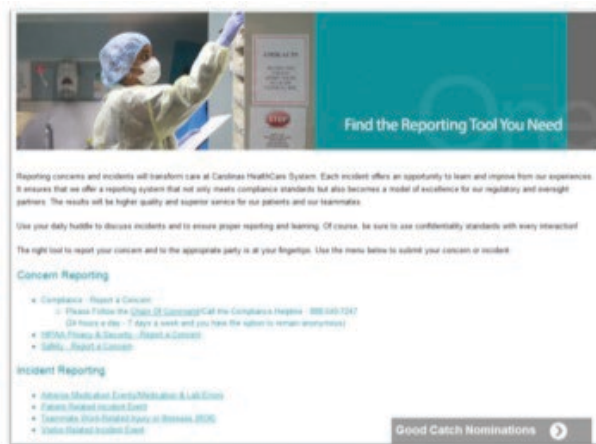 STOP
One
Find the Reporting Tool You Need
Reporting concerns and incidents will transform care at Carolinas HealthCare System. Each incident offers an opportunity to learn and improve from our experiences.
It ensures that we offer a reporting system that not only meets compliance standards but also becomes a model of excellence for our regulatory and oversight
partners. The results will be higher quality and superior service for our patients and our teammates.
Use your daily huddle to discuss incidents and to ensure proper reporting and learning. Of course, be sure to use confidentiality standards with every interaction!
The right tool to report your concern and to the appropriate party is at your fingertips. Use the menu below to submit your concern or incident:
Concern Reporting
Compliance - Report a Concern
Please Follow the Chain Of Command/Call the Compliance Helpline -
(24 hours a day - 7 days a week and you have the option to remain anonymous)
HIPAA Privacy & Security - Report a Concern
Safety - Report a Concern
Incident Reporting
Adverse Medication Events/Medication & Lab Errors
Patient Related Incident Event
Teammate Work-Related Injury or Illnesses
Visitor Related Incident Event
Good Catch Nominations